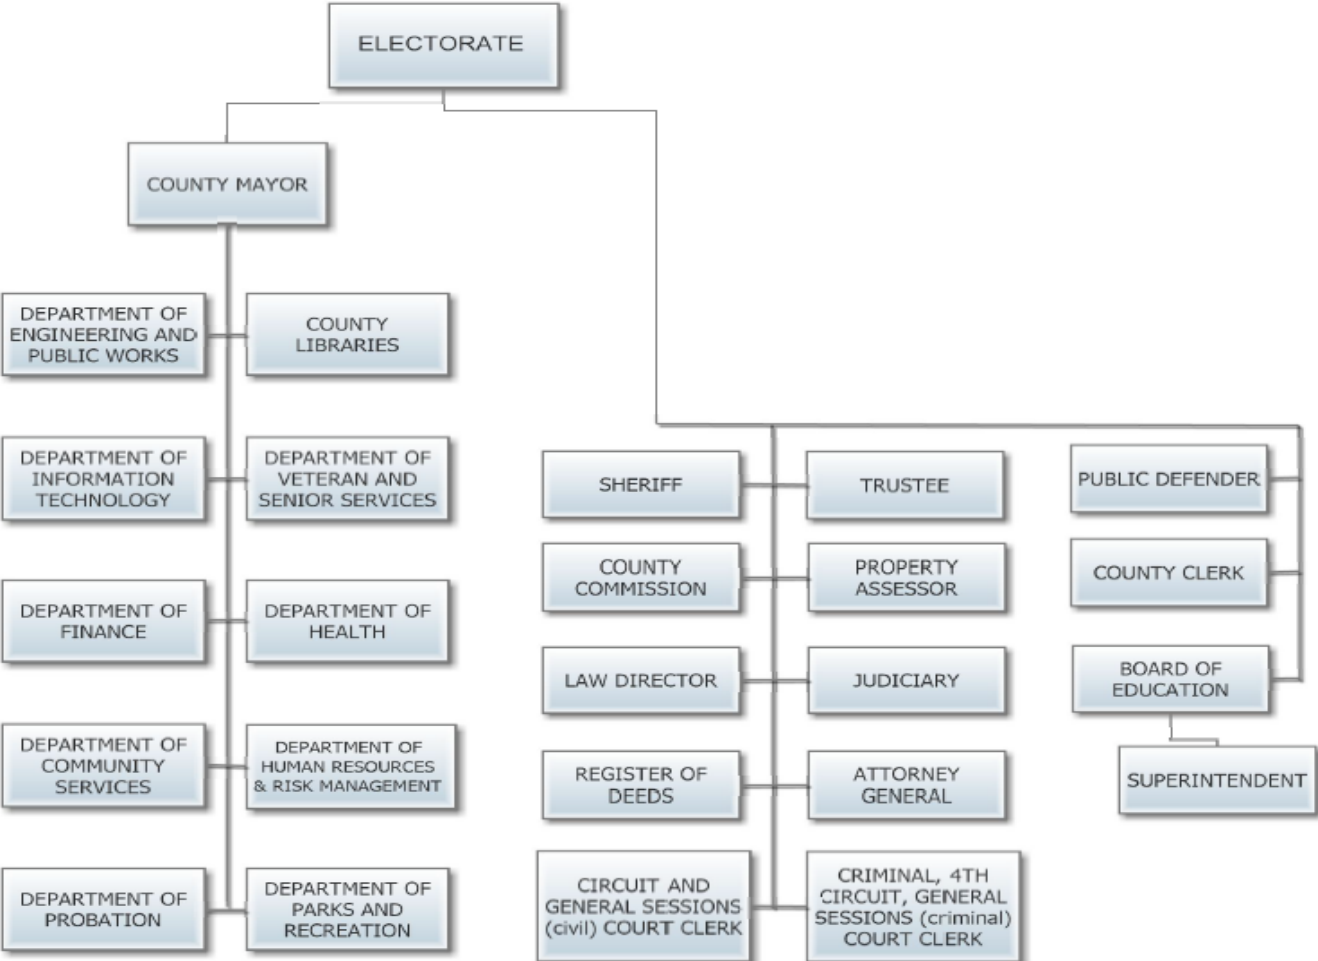 ELECTORATE
COUNTY MAYOR
DEPARTMENT OF
ENGINEERING AND
PUBLIC WORKS
COUNTY
LIBRARIES
DEPARTMENT OF
INFORMATION
TECHNOLOGY
DEPARTMENT OF
VETERAN AND
SENIOR SERVICES
DEPARTMENT OF
FINANCE
DEPARTMENT OF
HEALTH
DEPARTMENT OF
COMMUNITY
SERVICES
DEPARTMENT OF
HUMAN RESOURCES
& RISK MANAGEMENT
DEPARTMENT OF
PROBATION
DEPARTMENT OF
PARKS AND
RECREATION
SHERIFF
TRUSTEE
COUNTY
COMMISSION
PROPERTY
ASSESSOR
LAW DIRECTOR
JUDICIARY
REGISTER OF
DEEDS
ATTORNEY
GENERAL
CIRCUIT AND
GENERAL SESSIONS
(civil) COURT CLERK
CRIMINAL, 4TH
CIRCUIT, GENERAL
SESSIONS (criminal)
COURT CLERK
PUBLIC DEFENDER
COUNTY CLERK
BOARD OF
EDUCATION
SUPERINTENDENT